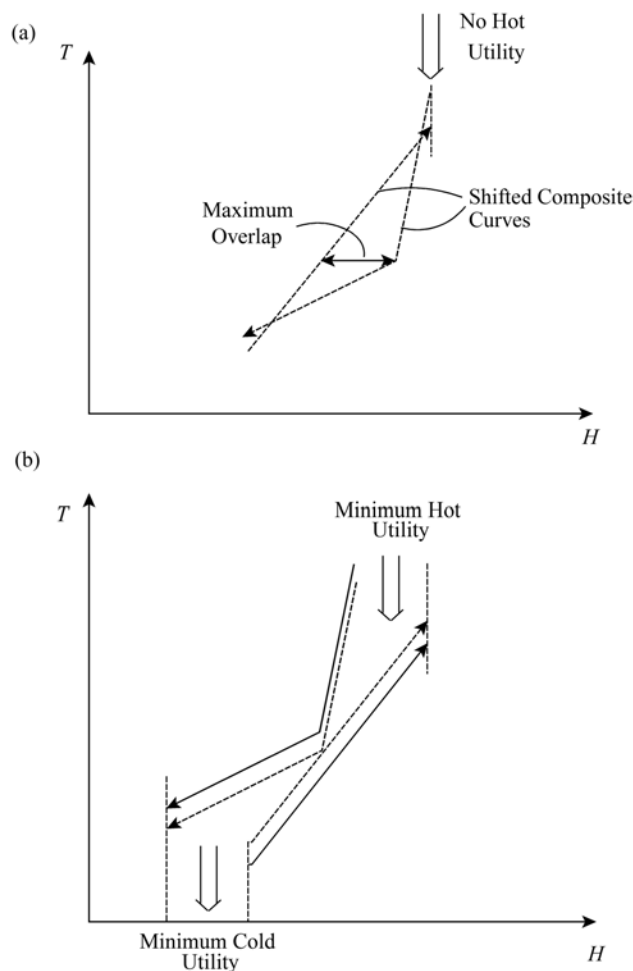 (a)
T
No Hot
Utility
Maximum
Overlap
Shifted Composite
Curves
H
(b)
T
Minimum Hot
Utility
Minimum Cold
Utility
H